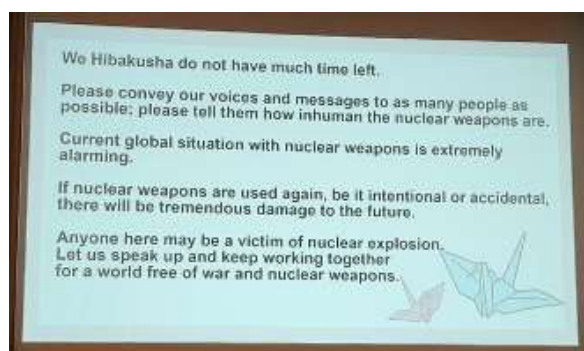 We Hibakusha do not have much time left.
Please convey our voices and messages to as many people as
possible; please tell them how inhuman the nuclear weapons are.
Current global situation with nuclear weapons is extremely
alarming.
If nuclear weapons are used again, be it intentional or accidental,
there will be tremendous damage to the future.
Anyone here may be a victim of nuclear explosion.
Let us speak up and keep working together
for a world free of war and nuclear weapons.